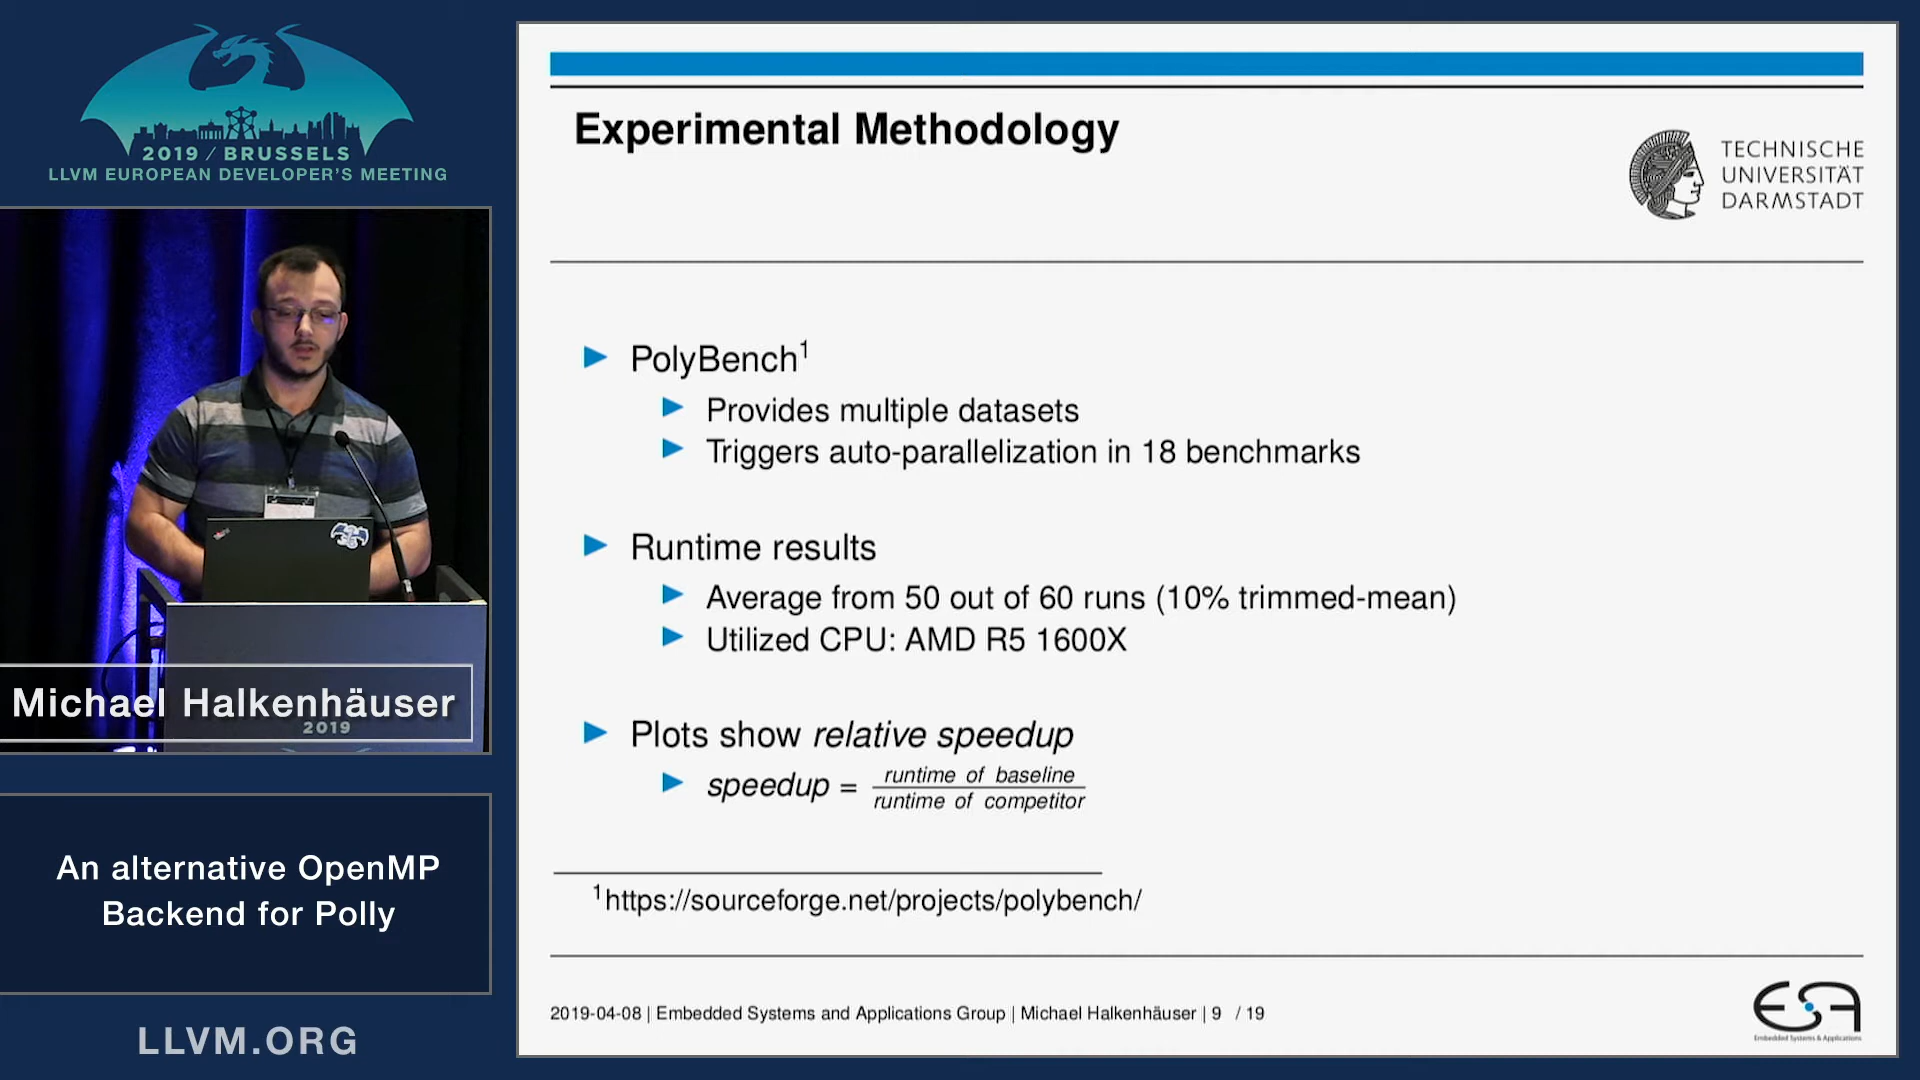 2019 / BRUSSELS
LLVM EUROPEAN DEVELOPER'S MEETING
Michael Halkenhäuser
2019
An alternative OpenMP
Backend for Polly
LLVM.ORG
Experimental Methodology
TECHNISCHE
UNIVERSITÄT
DARMSTADT
PolyBench¹
Provides multiple datasets
Triggers auto-parallelization in 18 benchmarks
Runtime results
Average from 50 out of 60 runs (10% trimmed-mean)
Utilized CPU: AMD R5 1600X
Plots show relative speedup
speedup = runtime of baseline / runtime of competitor
¹https://sourceforge.net/projects/polybench/
2019-04-08 | Embedded Systems and Applications Group | Michael Halkenhäuser | 9 / 19
ESA
Embedded Systems & Applications